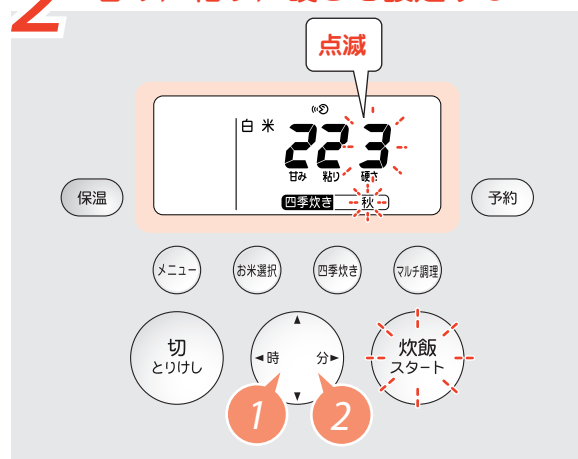 2
点滅
白米
223
甘み 粘り 硬さ
四季炊き 秋
保温
予約
メニュー
お米選択
四季炊き
マルチ調理
切
とりけし
時 分
炊飯
スタート
1
2